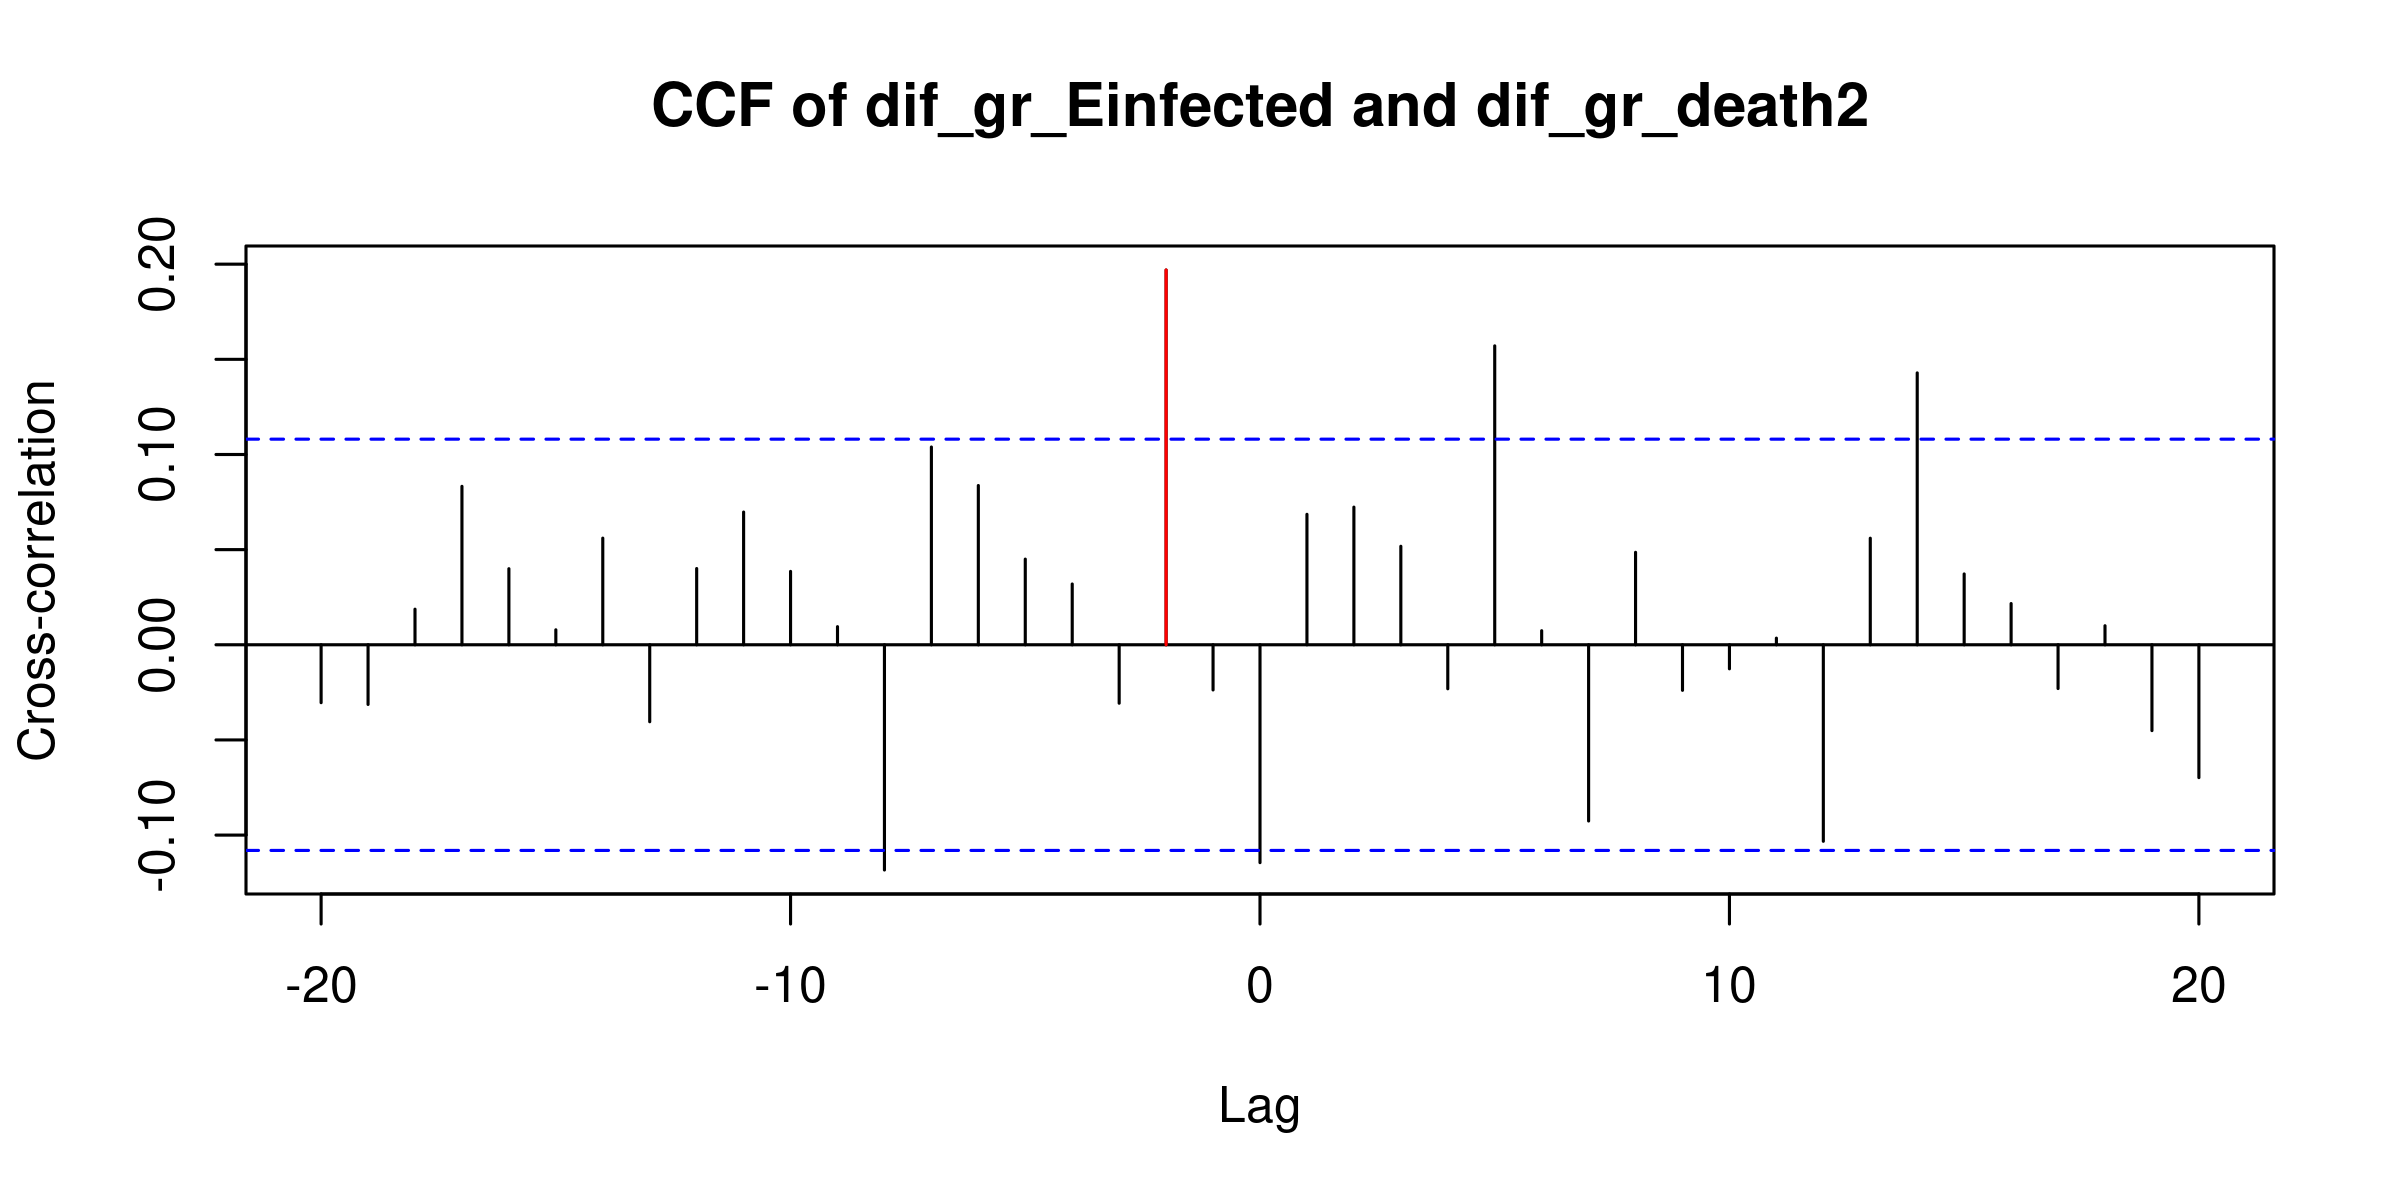 CCF of dif_gr_Einfected and dif_gr_death2
Cross-correlation
0.20
0.10
0.00
-0.10
-20 -10 0 10 20
Lag